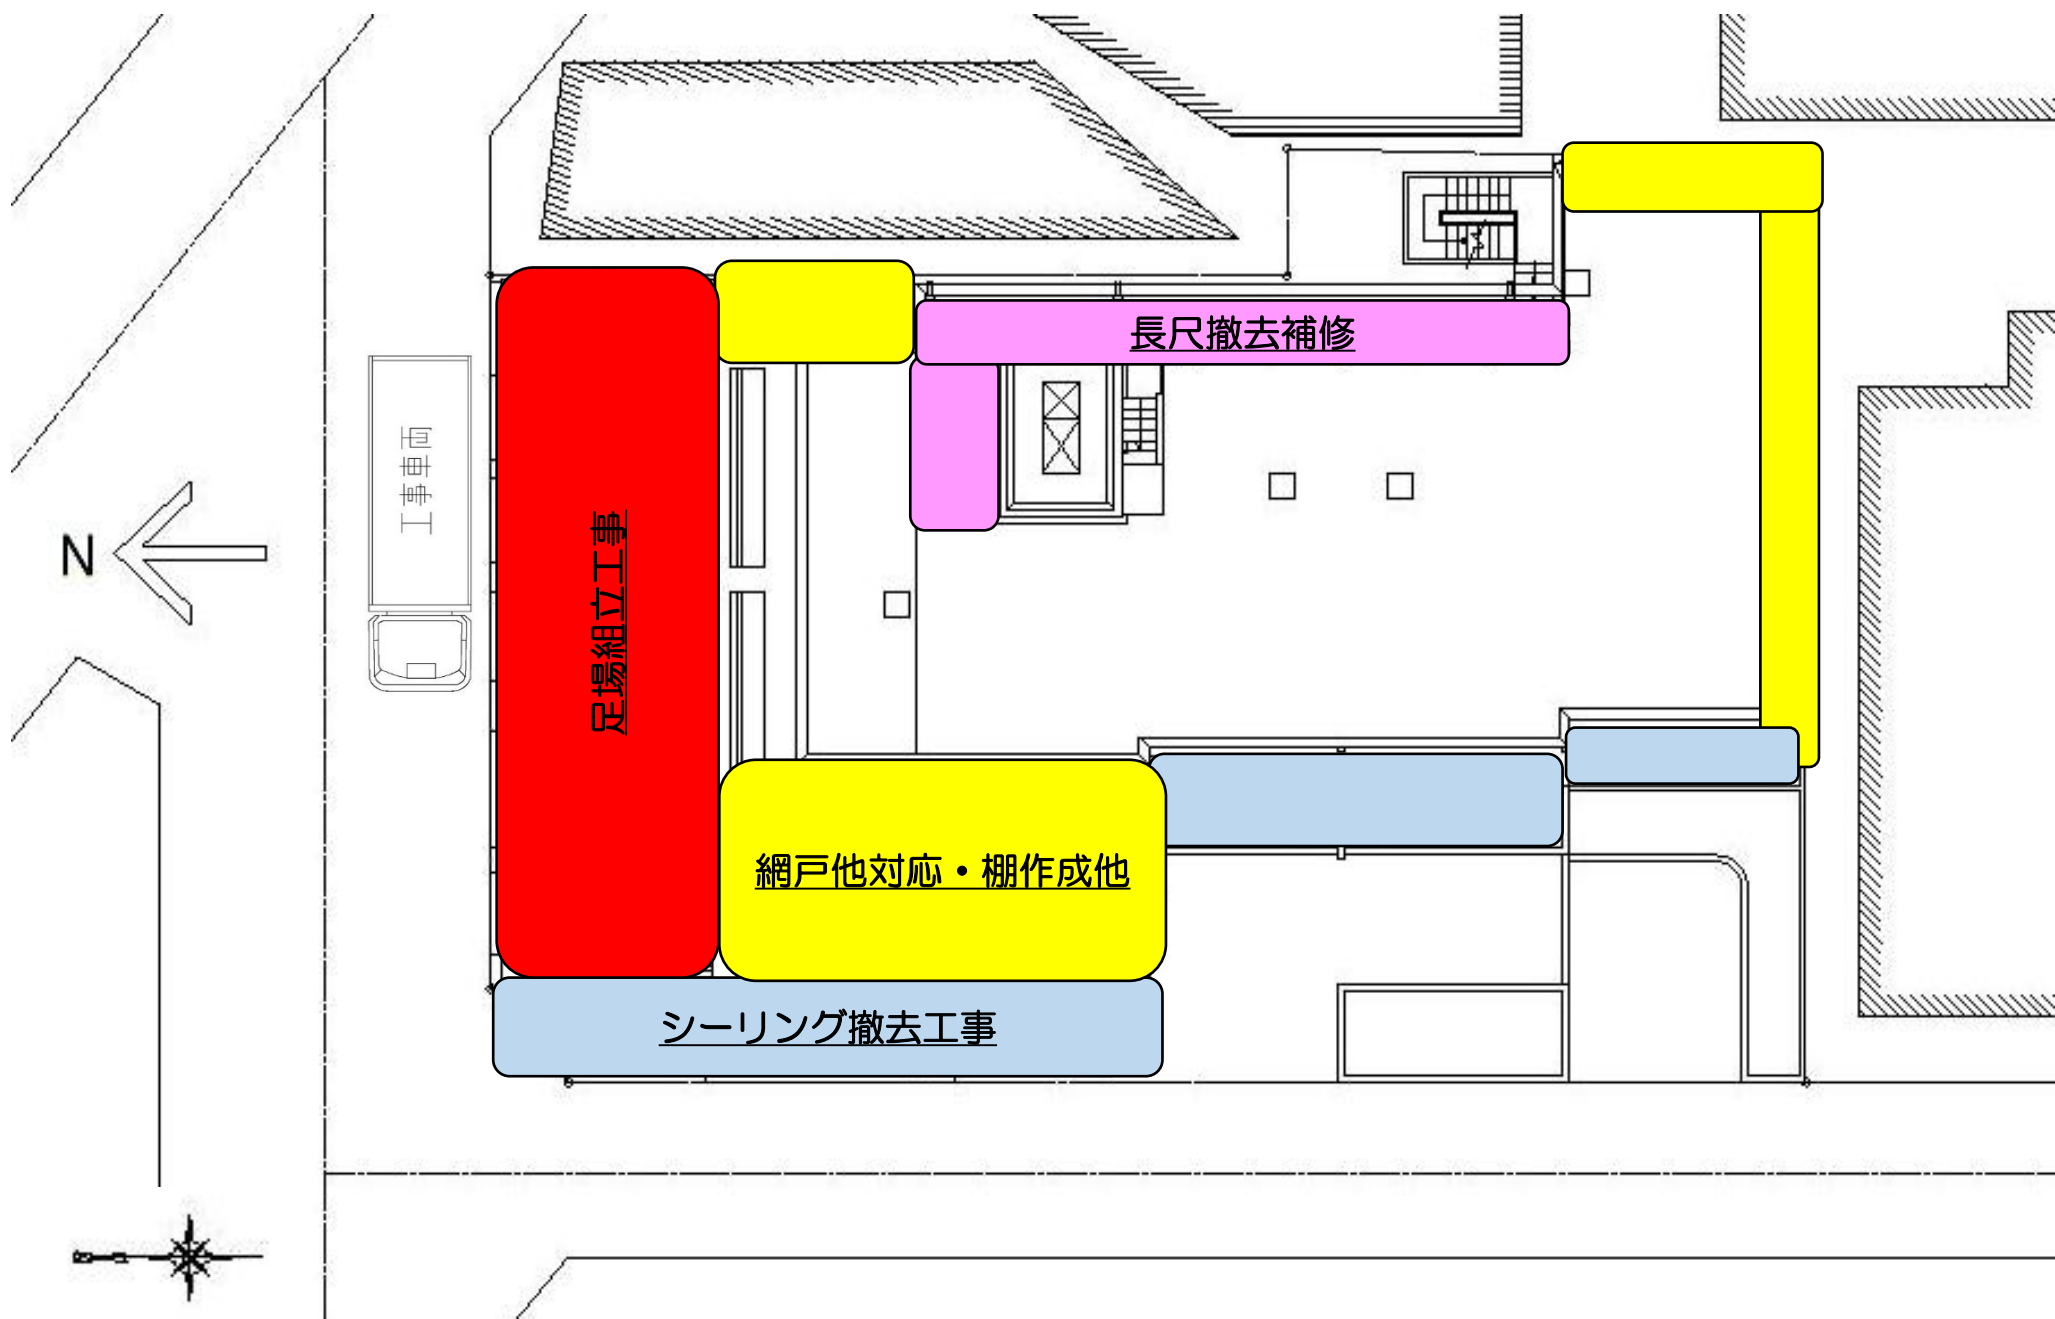 長尺撤去補修
工事車両
N
足場組立工事
網戸他対応・棚作成他
シーリング撤去工事